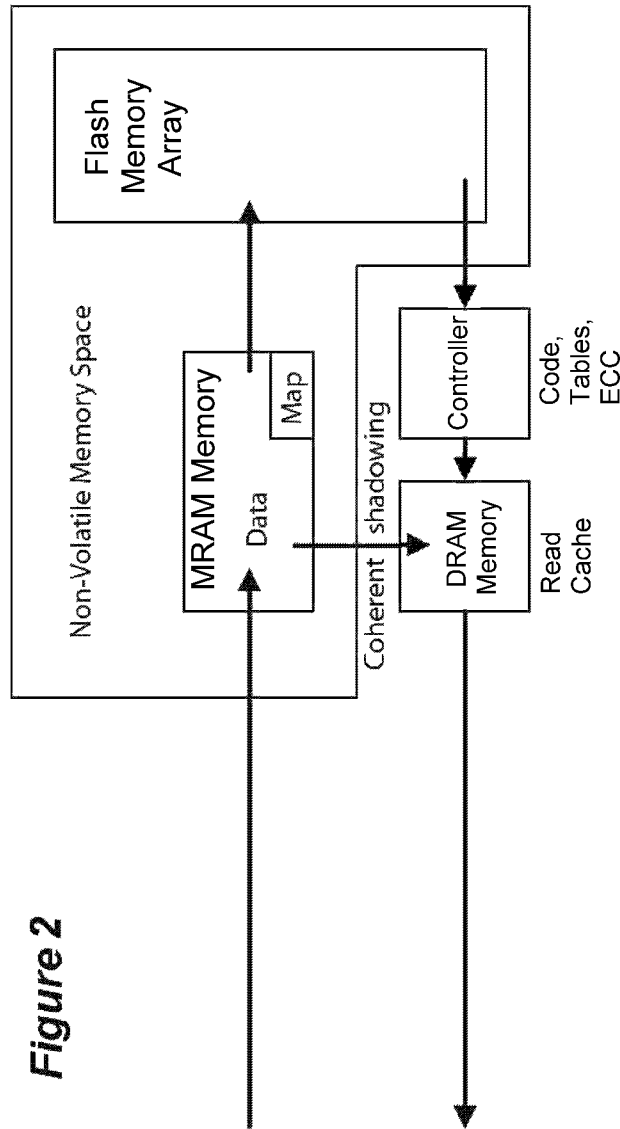 Figure 2
Non-Volatile Memory Space
Flash
Memory
Array
MRAM Memory
Data
Map
Coherent shadowing
DRAM
Memory
Controller
Read
Cache
Code,
Tables,
ECC